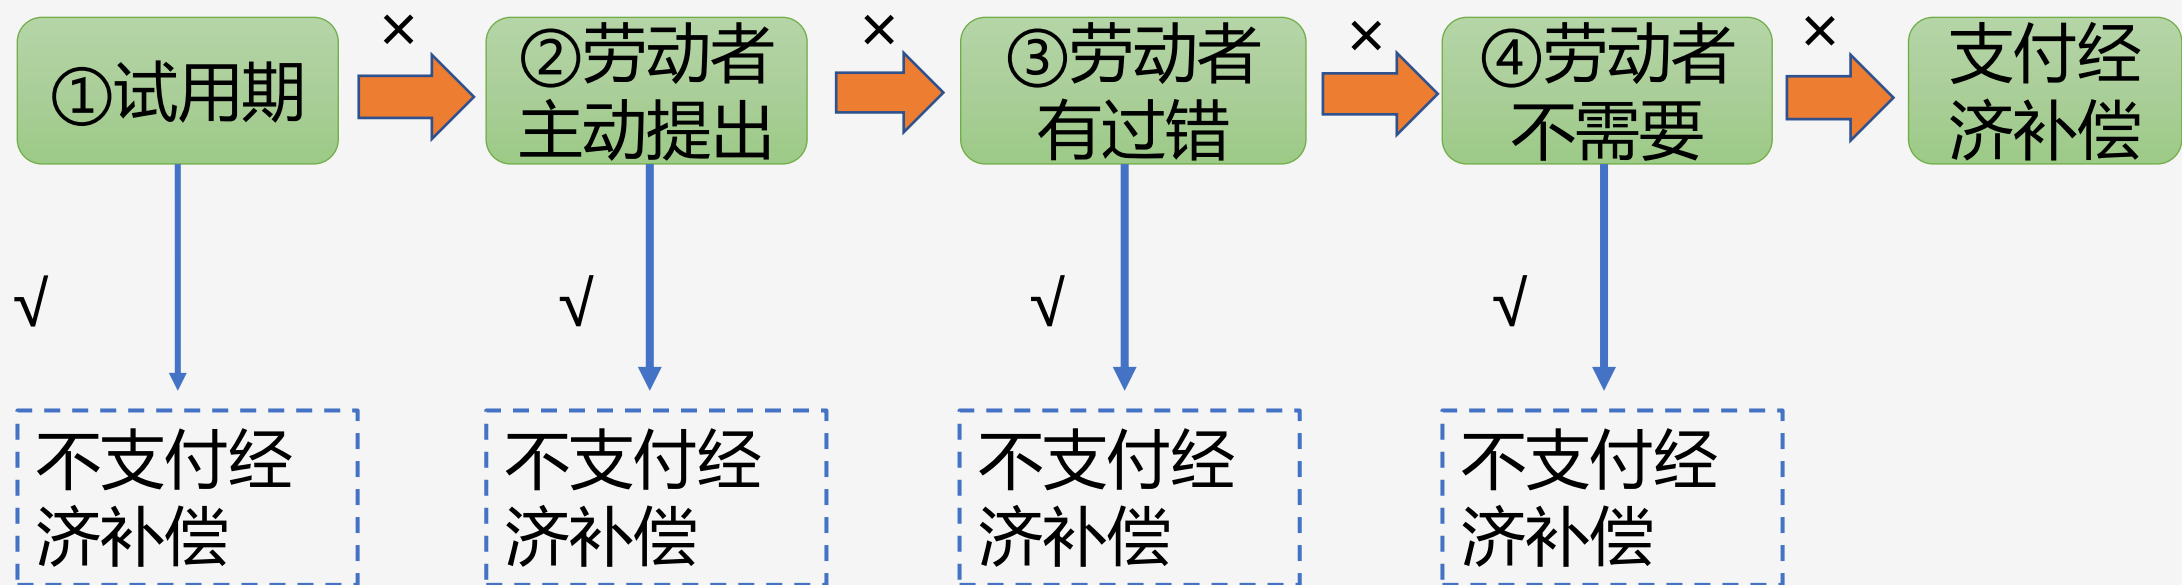 ×
×
×
×
①试用期
②劳动者
主动提出
③劳动者
有过错
④劳动者
不需要
支付经
济补偿
√
√
√
√
不支付经
济补偿
不支付经
济补偿
不支付经
济补偿
不支付经
济补偿